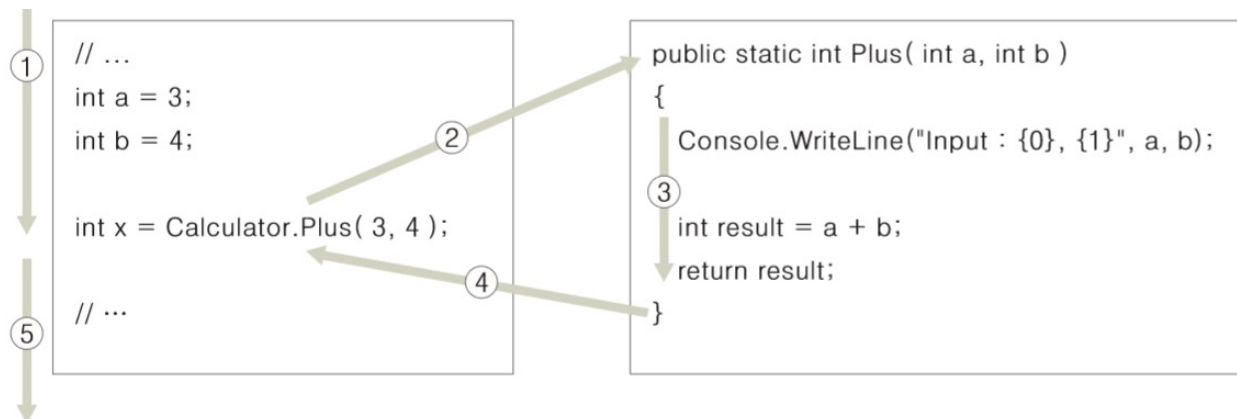 ①
// ...
int a = 3;
int b = 4;
int x = Calculator.Plus( 3, 4 );
// ...
⑤
②
④
public static int Plus( int a, int b )
{
Console.WriteLine("Input : {0}, {1}", a, b);
③
int result = a + b;
return result;
}